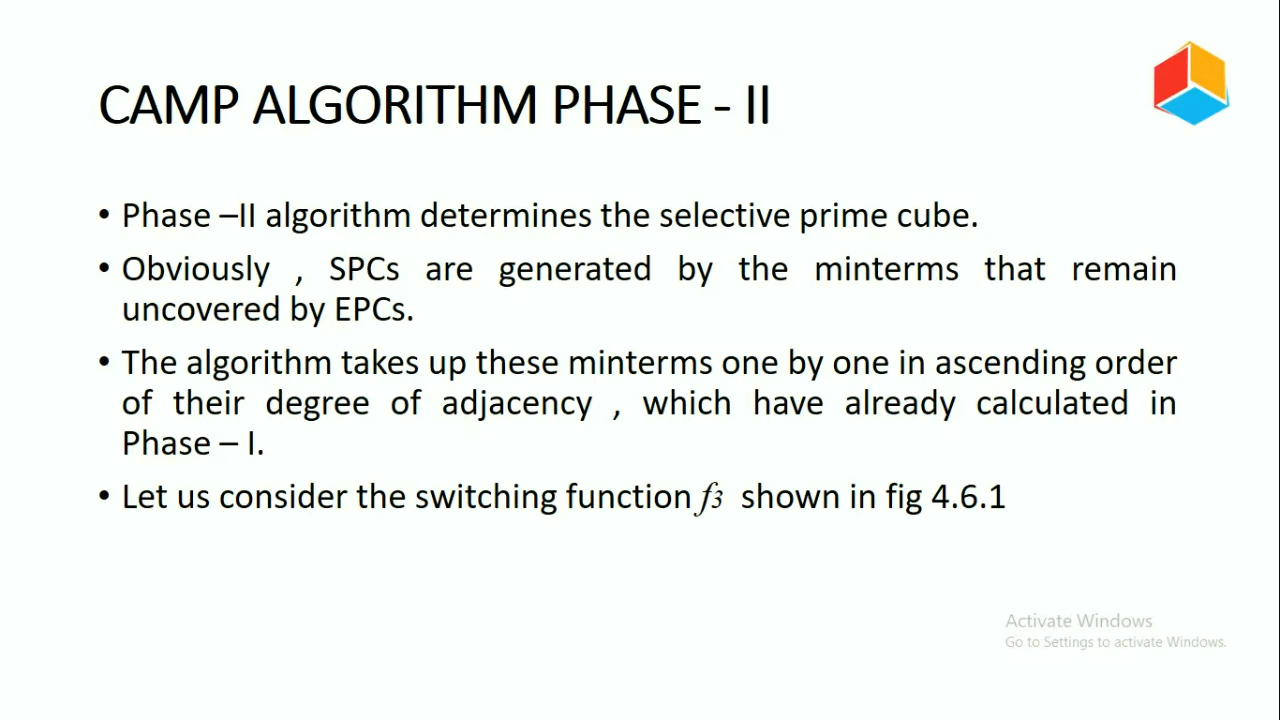 CAMP ALGORITHM PHASE - II
• Phase –II algorithm determines the selective prime cube.
• Obviously , SPCs are generated by the minterms that remain
uncovered by EPCs.
• The algorithm takes up these minterms one by one in ascending order
of their degree of adjacency , which have already calculated in
Phase – I.
• Let us consider the switching function f3 shown in fig 4.6.1
Activate Windows
Go to Settings to activate Windows.